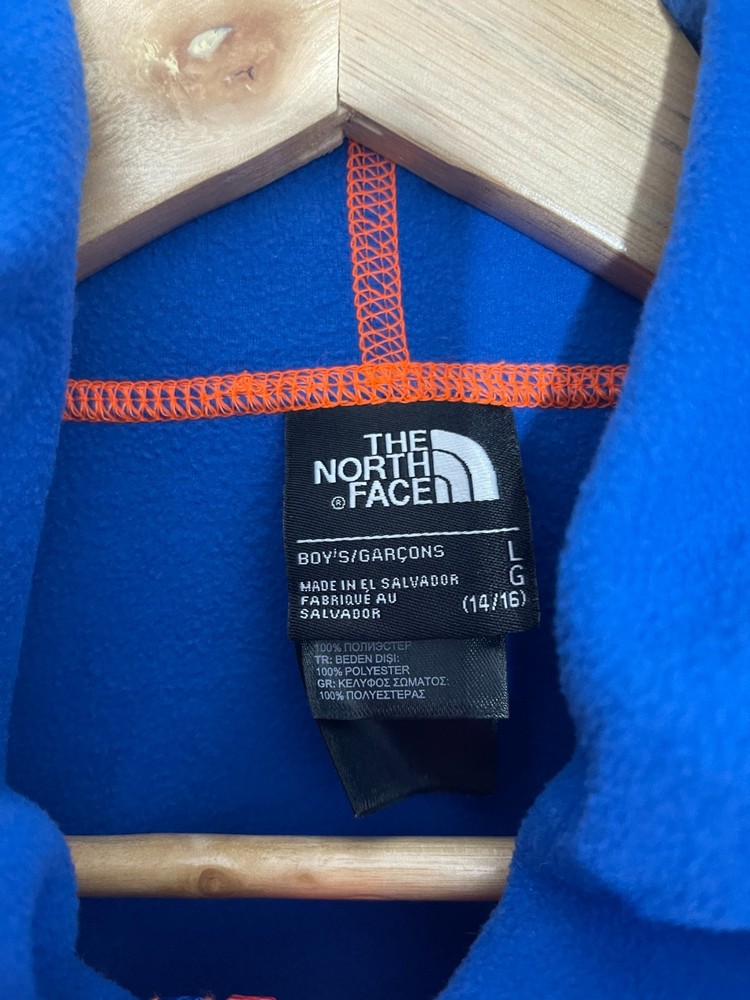 THE
NORTH
® FACE
BOY'S/GARÇONS L
MADE IN EL SALVADOR G
FABRIQUÉ AU (14/16)
SALVADOR
100% ПОЛИЭСТЕР
TR: BEDEN DIŞI:
100% POLYESTER
GR: ΚΕΛΥΦΟΣ ΣΩΜΑΤΟΣ:
100% ΠΟΛΥΕΣΤΕΡΑΣ